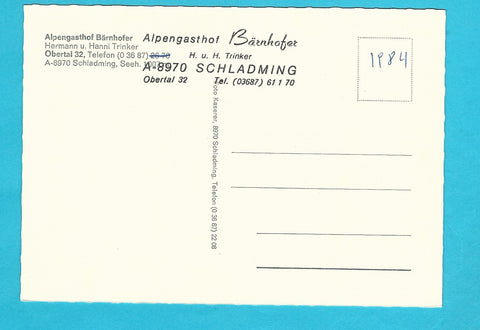 Alpengasthof Bärnhofer
Hermann u. Hanni Trinker
Obertal 32, Telefon (0 36 87)
A-8970 Schladming, Seeh.
Alpengasthof Bärnhofer
H. u. H. Trinker
A-8970 SCHLADMING
Obertal 32 Tel. (03687) 61 1 70
1984
Kaserer, 8970 Schladming, Telefon (0 36 87) 22 08